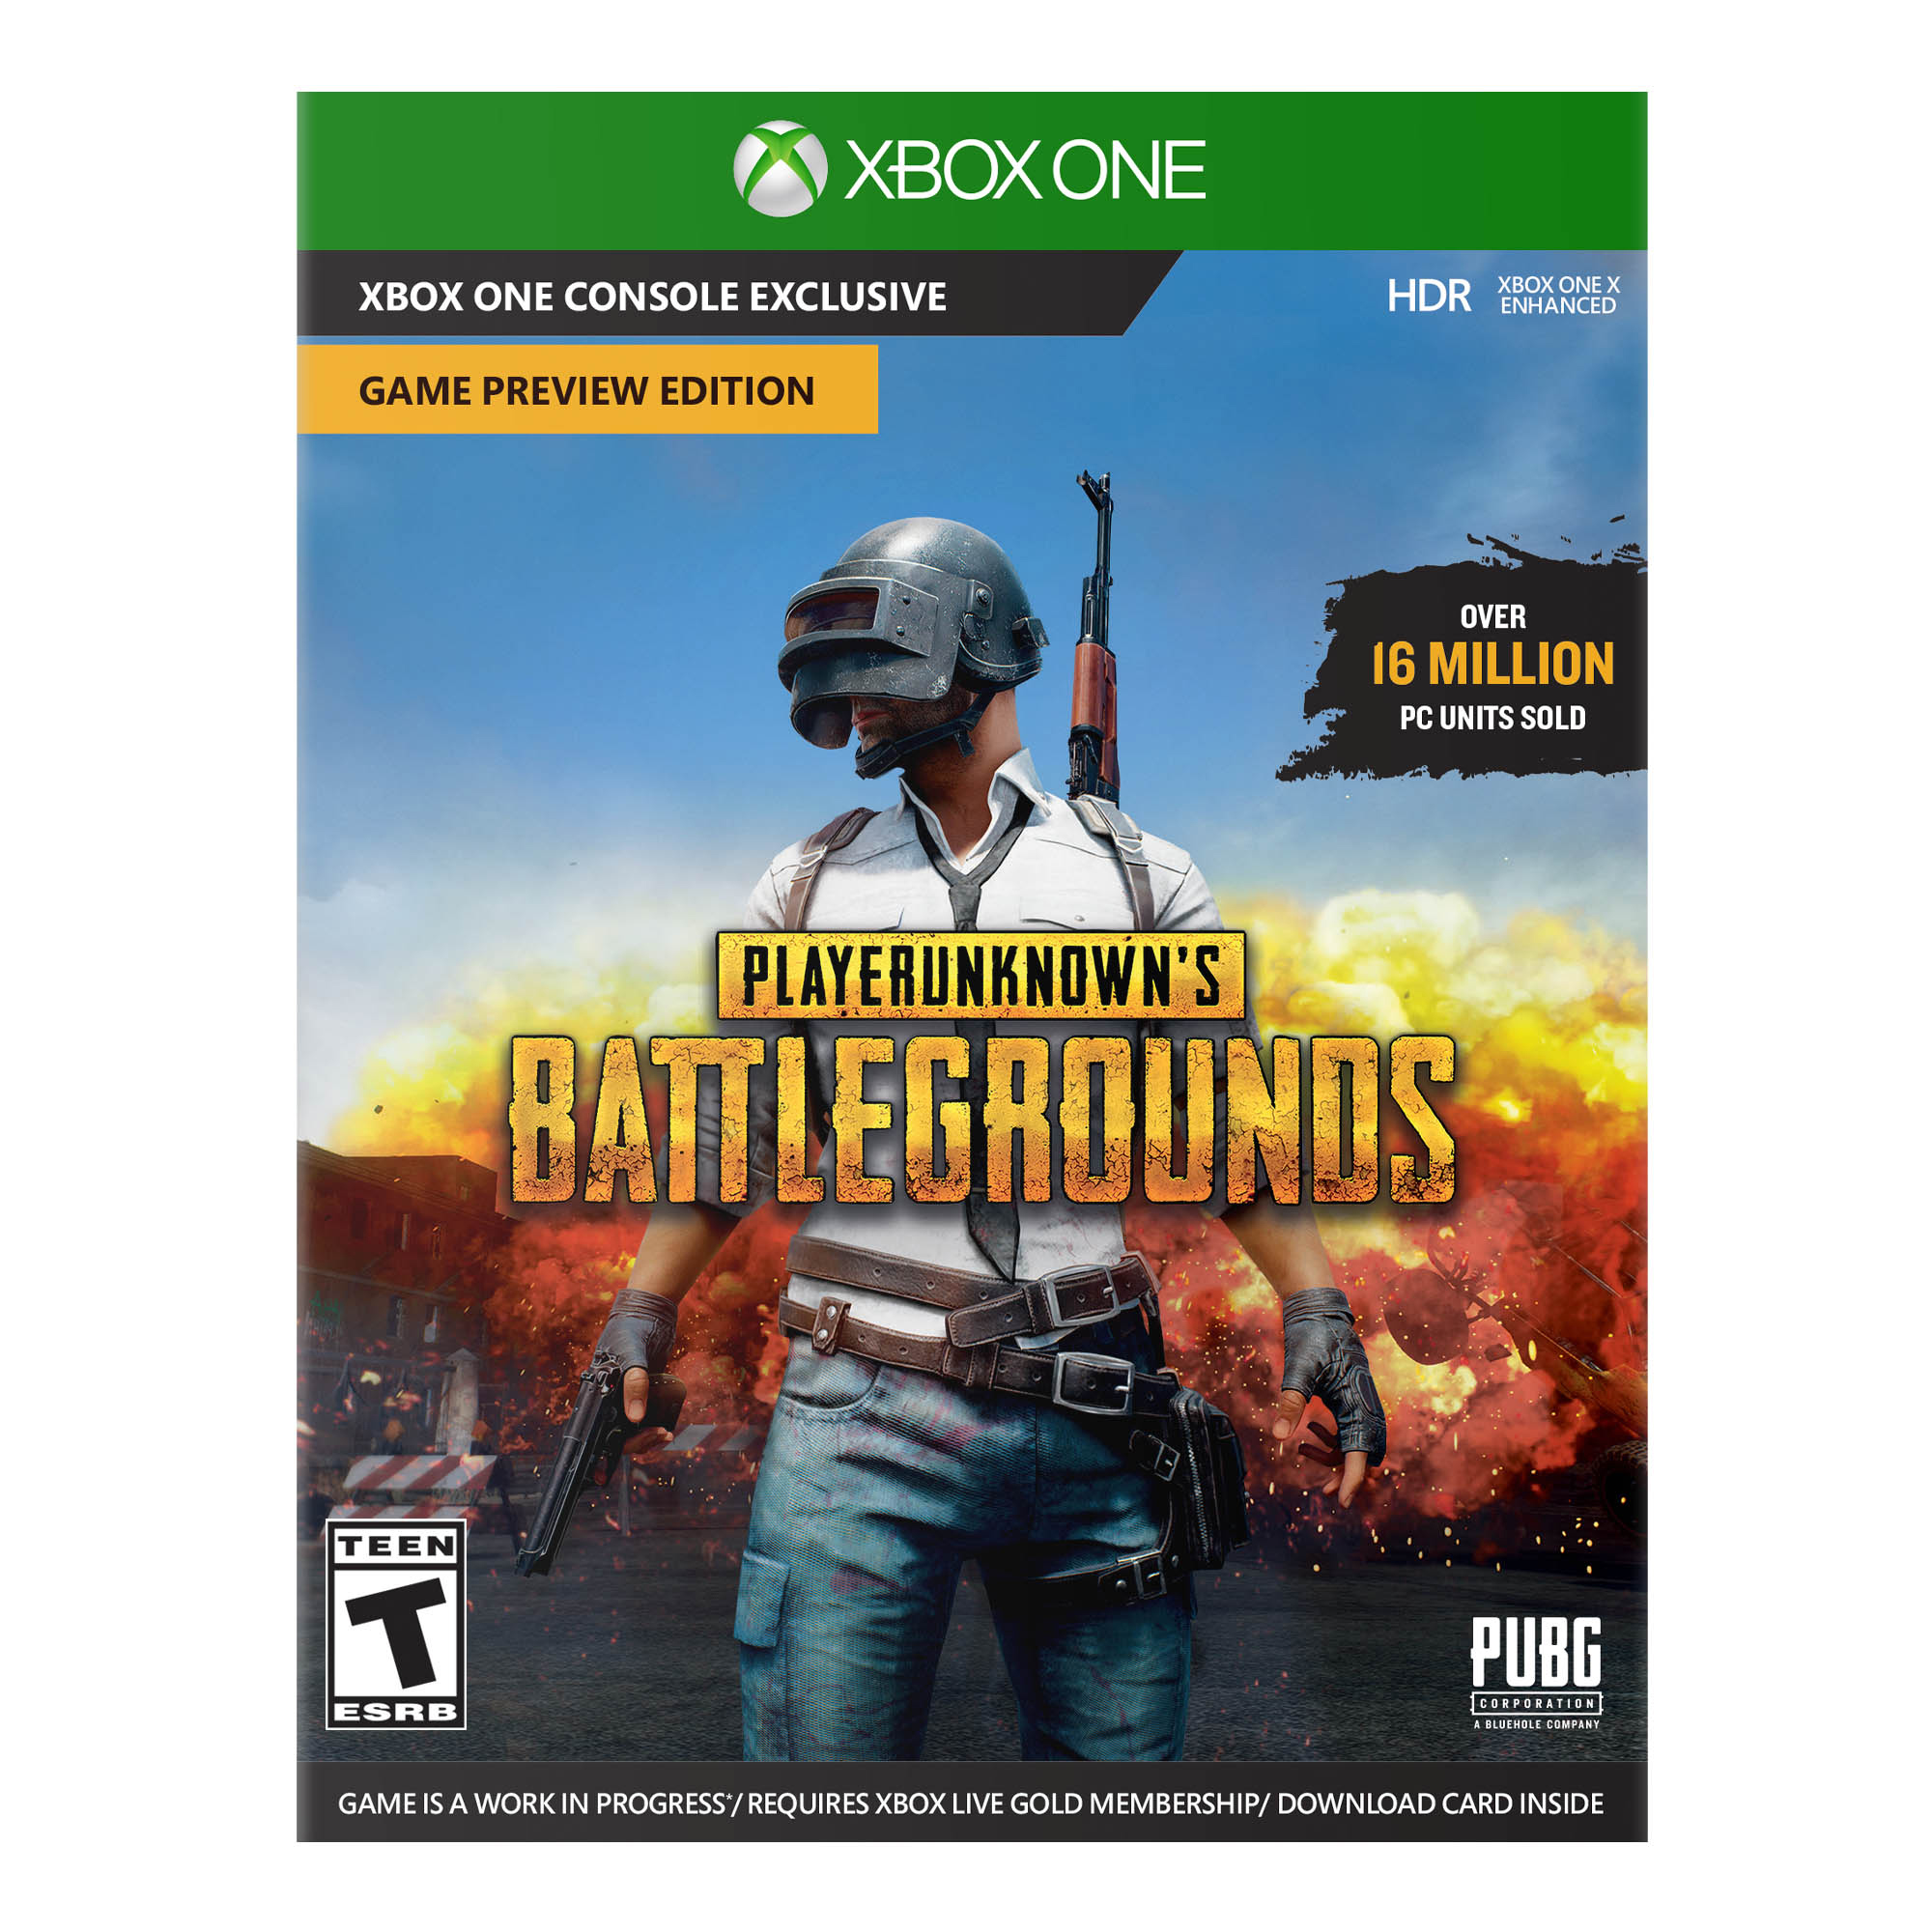 XBOX ONE
XBOX ONE CONSOLE EXCLUSIVE
HDR
XBOX ONE X
ENHANCED
GAME PREVIEW EDITION
OVER
16 MILLION
PC UNITS SOLD
PLAYERUNKNOWN'S
BATTLEGROUNDS
TEEN
T
ESRB
PUBG
CORPORATION
A BLUEHOLE COMPANY
GAME IS A WORK IN PROGRESS*/ REQUIRES XBOX LIVE GOLD MEMBERSHIP/ DOWNLOAD CARD INSIDE